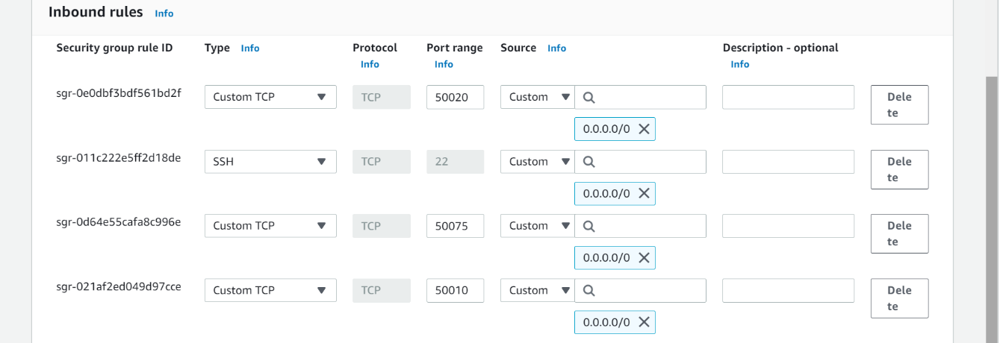 Inbound rules Info
Security group rule ID Type Info Protocol Port range Source Info Description - optional
Info Info Info
sgr-0e0dbf3bdf561bd2f Custom TCP TCP 50020 Custom Dele
te
0.0.0.0/0
sgr-011c222e5ff2d18de SSH TCP 22 Custom Dele
te
0.0.0.0/0
sgr-0d64e55cafa8c996e Custom TCP TCP 50075 Custom Dele
te
0.0.0.0/0
sgr-021af2ed049d97cce Custom TCP TCP 50010 Custom Dele
te
0.0.0.0/0